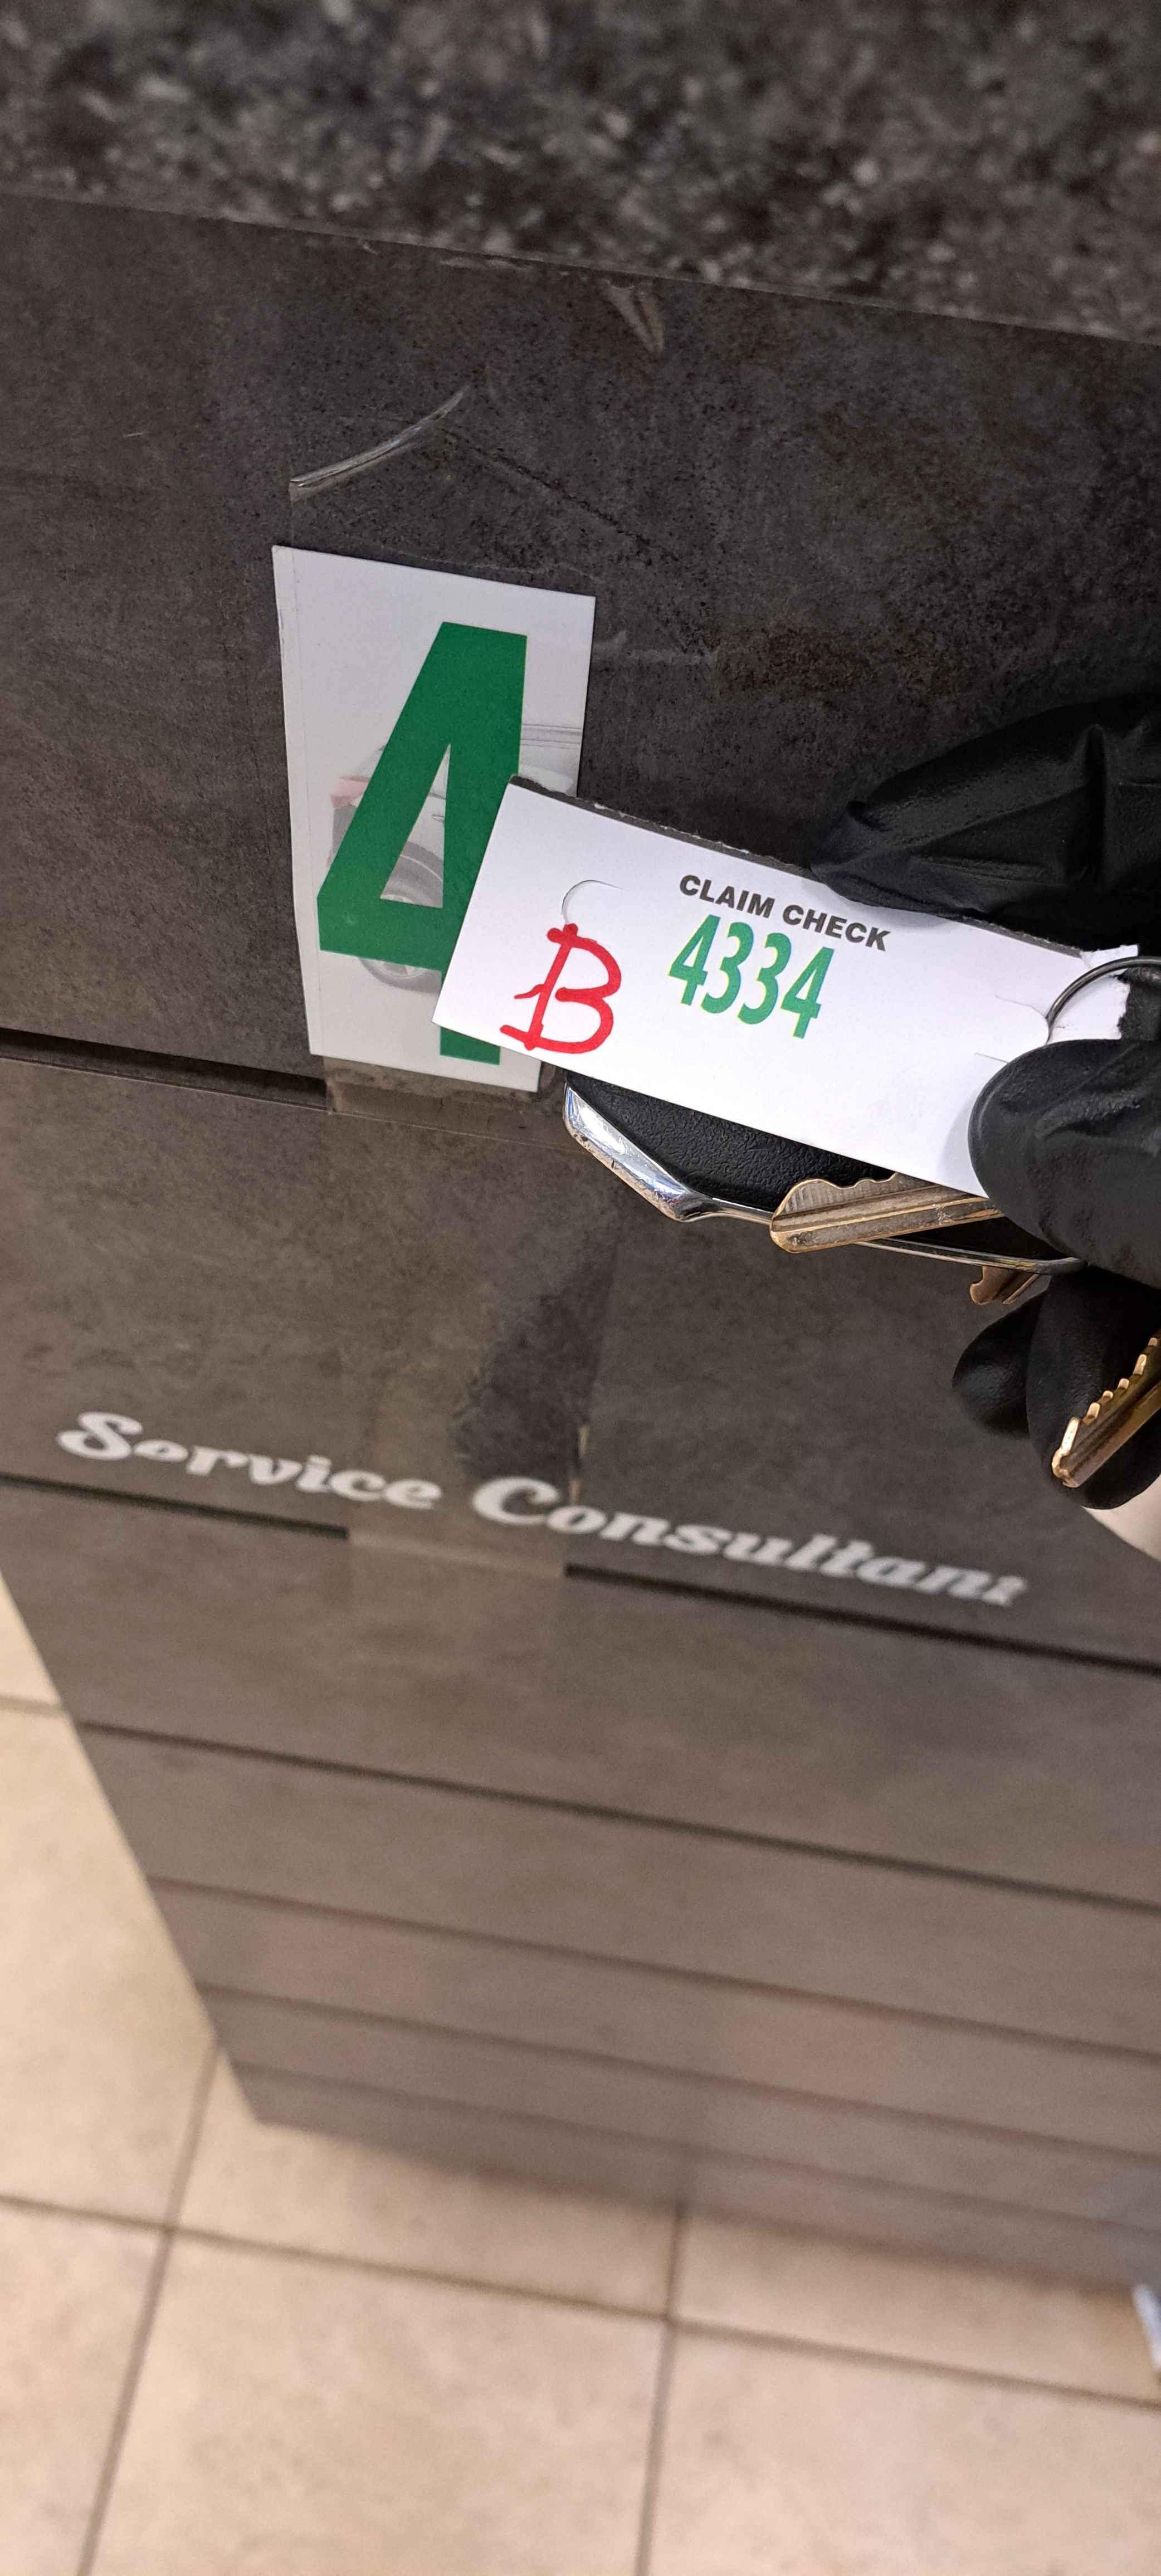 4
CLAIM CHECK
4334
B
Service Consultant